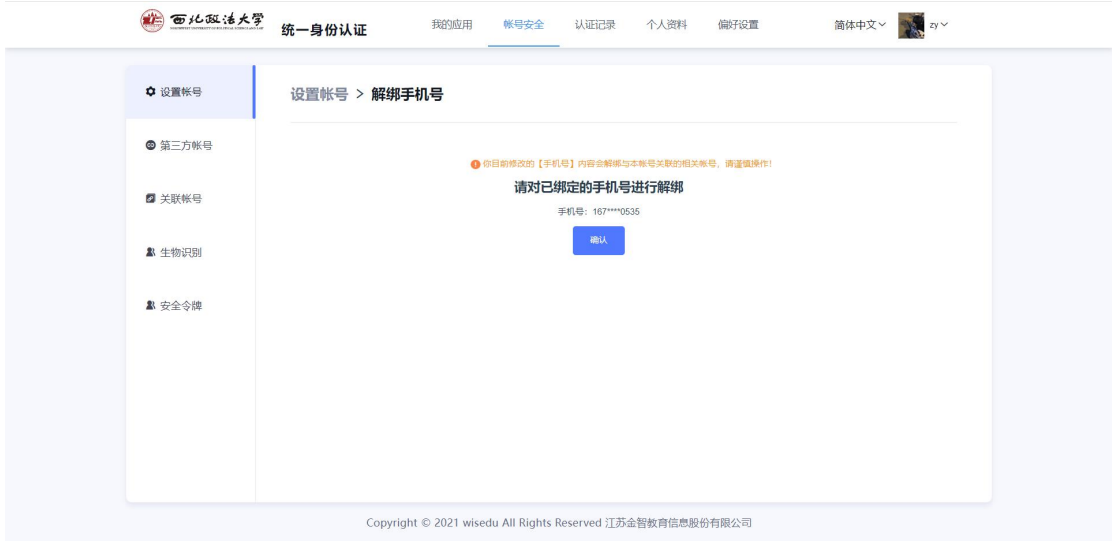 西北政法大学 统一身份认证 我的应用 帐号安全 认证记录 个人资料 偏好设置 简体中文 zy
设置帐号
第三方帐号
关联帐号
生物识别
安全令牌
设置帐号 > 解绑手机号
你目前修改的【手机号】内容会解绑与本帐号关联的相关帐号，请谨慎操作！
请对已绑定的手机号进行解绑
手机号：167****0535
确认
Copyright © 2021 wisedu All Rights Reserved 江苏金智教育信息股份有限公司